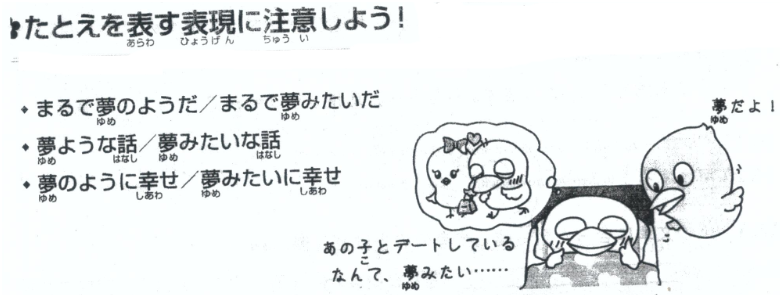 たとえを表す表現に注意しよう!
あらわ ひょうげん ちゅうい
まるで夢のようだ/まるで夢みたいだ
ゆめ ゆめ
夢ような話/夢みたいな話
ゆめ はなし ゆめ はなし
夢のように幸せ/夢みたいに幸せ
ゆめ しあわ ゆめ しあわ
夢だよ!
ゆめ
あの子とデートしている
こ
なんて、夢みたい……
ゆめ